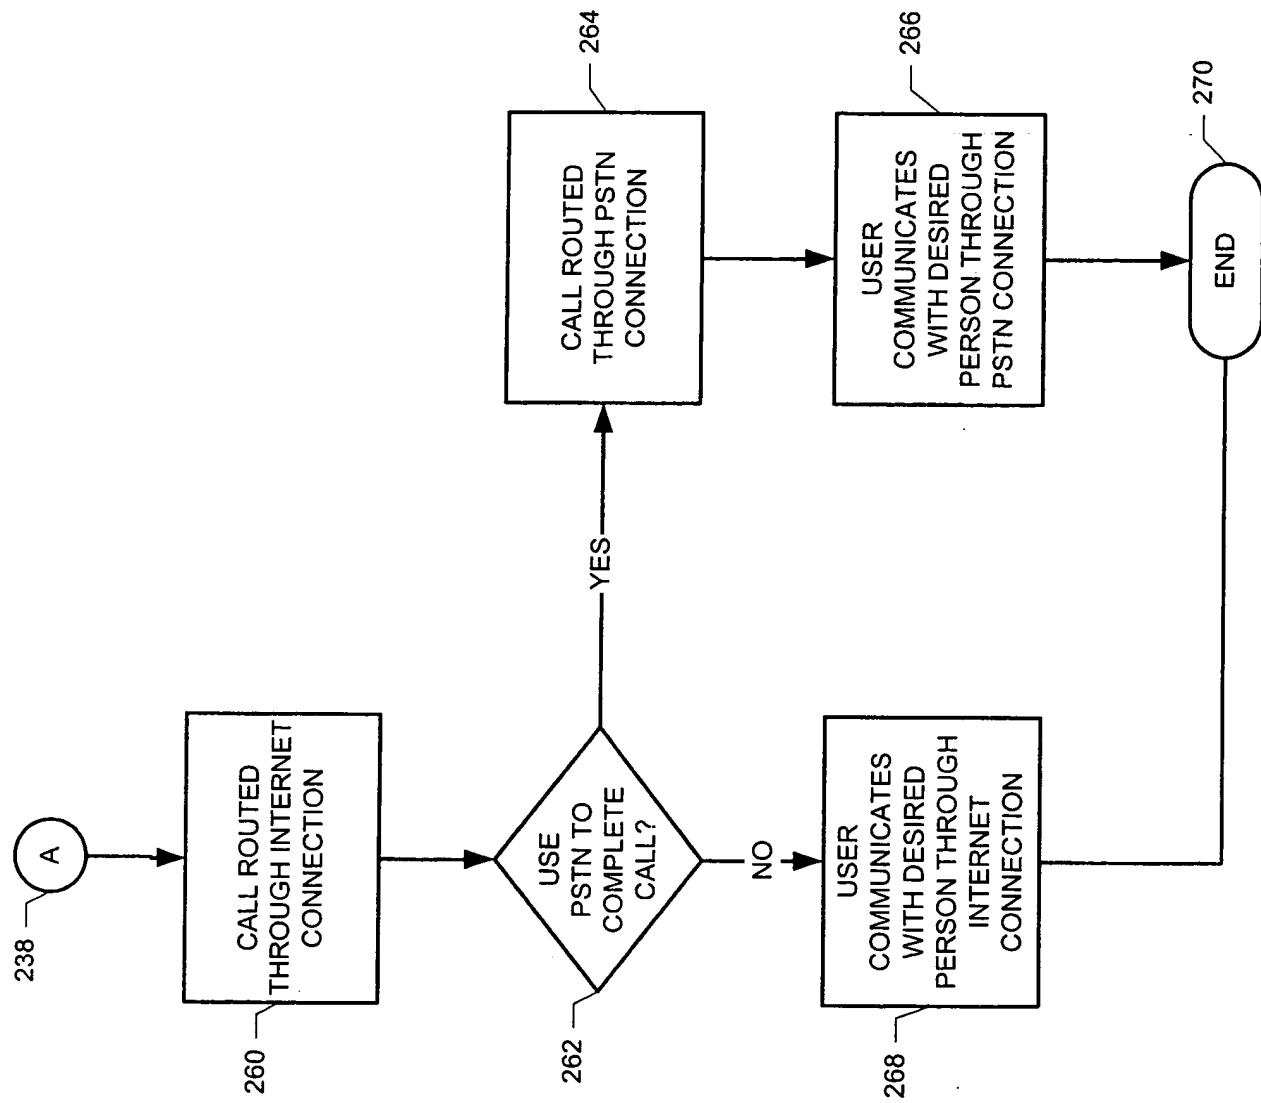 238
A
260
CALL ROUTED
THROUGH INTERNET
CONNECTION
262
USE
PSTN TO
COMPLETE
CALL?
YES
264
CALL ROUTED
THROUGH PSTN
CONNECTION
266
USER
COMMUNICATES
WITH DESIRED
PERSON THROUGH
PSTN CONNECTION
NO
268
USER
COMMUNICATES
WITH DESIRED
PERSON THROUGH
INTERNET
CONNECTION
270
END